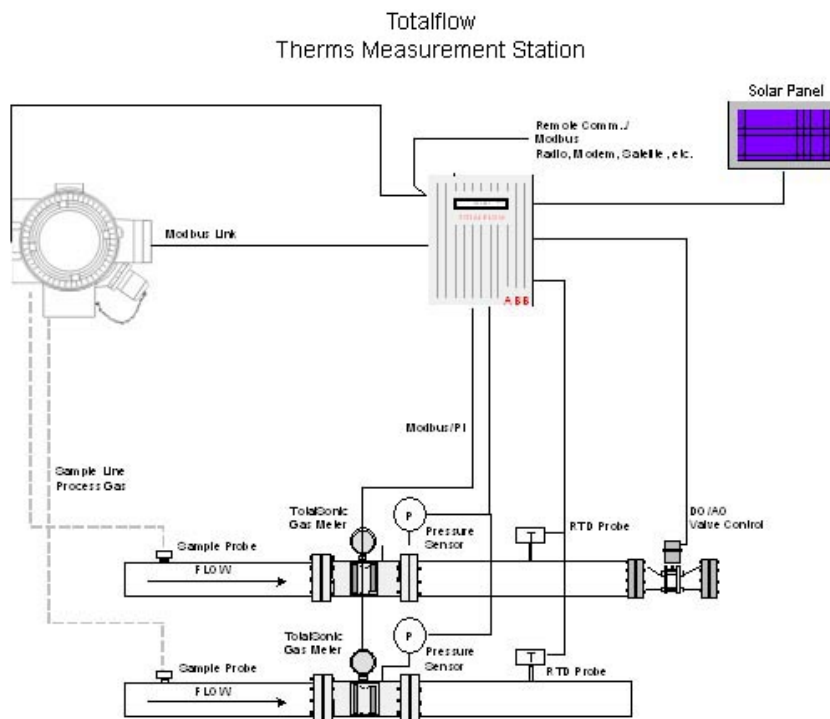 Totalflow
Therms Measurement Station
Solar Panel
Remote Comm./
Modbus
Radio, Modem, Satelite, etc.
TOTALFLOW
Modbus Link
ABB
Modbus/PI
Sample Line
Process Gas
TotalSonic
Gas Meter
P
Pressure
Sensor
T
RTD Probe
DO/AO
Valve Control
Sample Probe
FLOW
TotalSonic
Gas Meter
P
Pressure
Sensor
T
RTD Probe
Sample Probe
FLOW